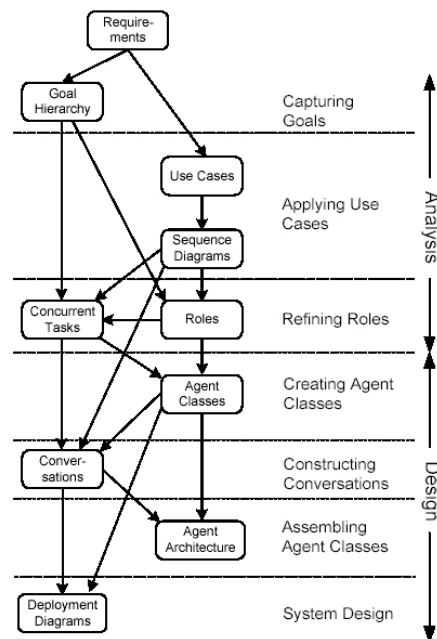 Require-
ments
Goal
Hierarchy
Capturing
Goals
Use Cases
Applying Use
Cases
Sequence
Diagrams
Analysis
Concurrent
Tasks
Roles
Refining Roles
Agent
Classes
Creating Agent
Classes
Conver-
sations
Constructing
Conversations
Design
Agent
Architecture
Assembling
Agent Classes
Deployment
Diagrams
System Design